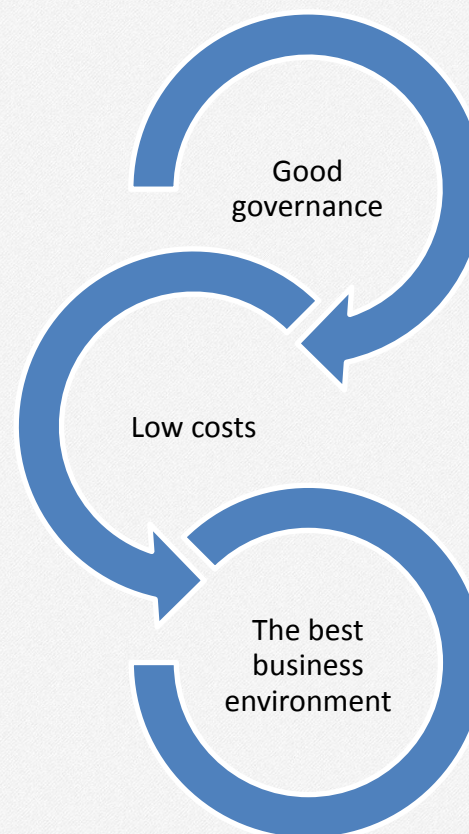 Good
governance
Low costs
The best
business
environment